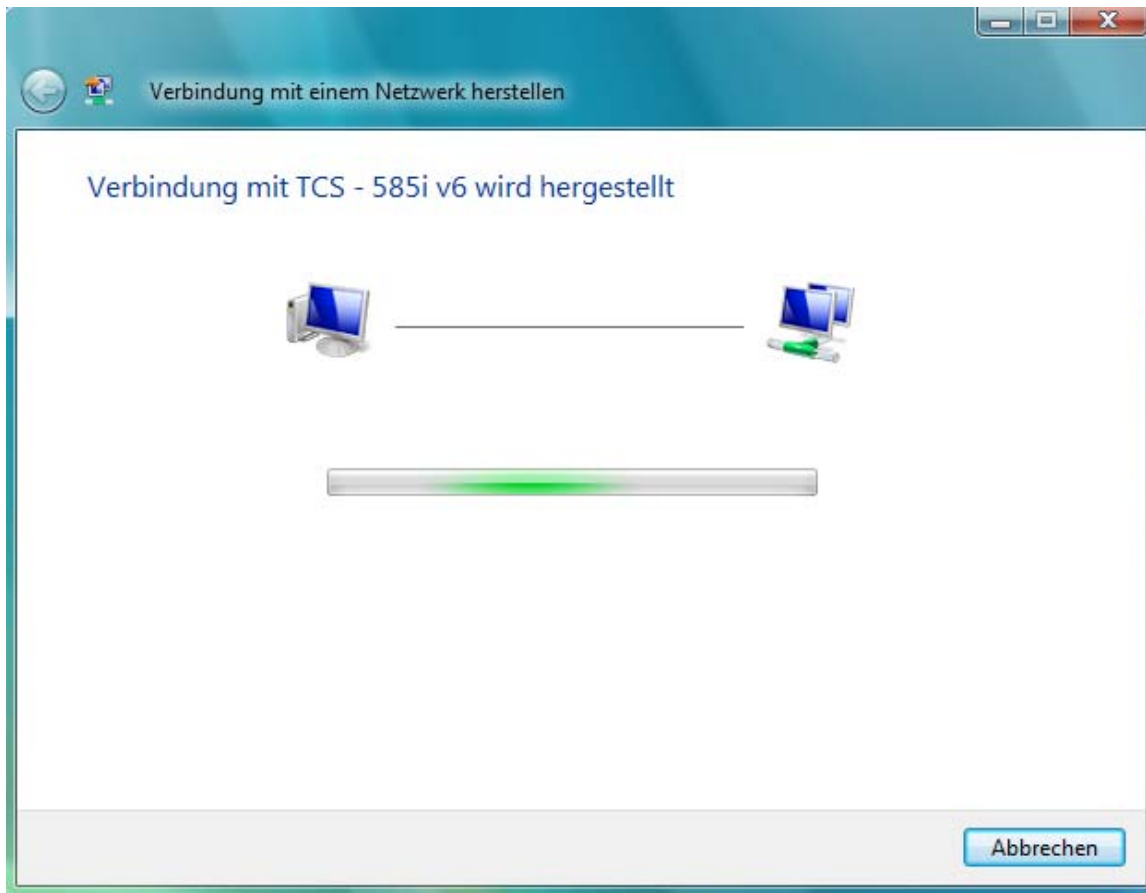 Verbindung mit einem Netzwerk herstellen
Verbindung mit TCS - 585i v6 wird hergestellt
Abbrechen